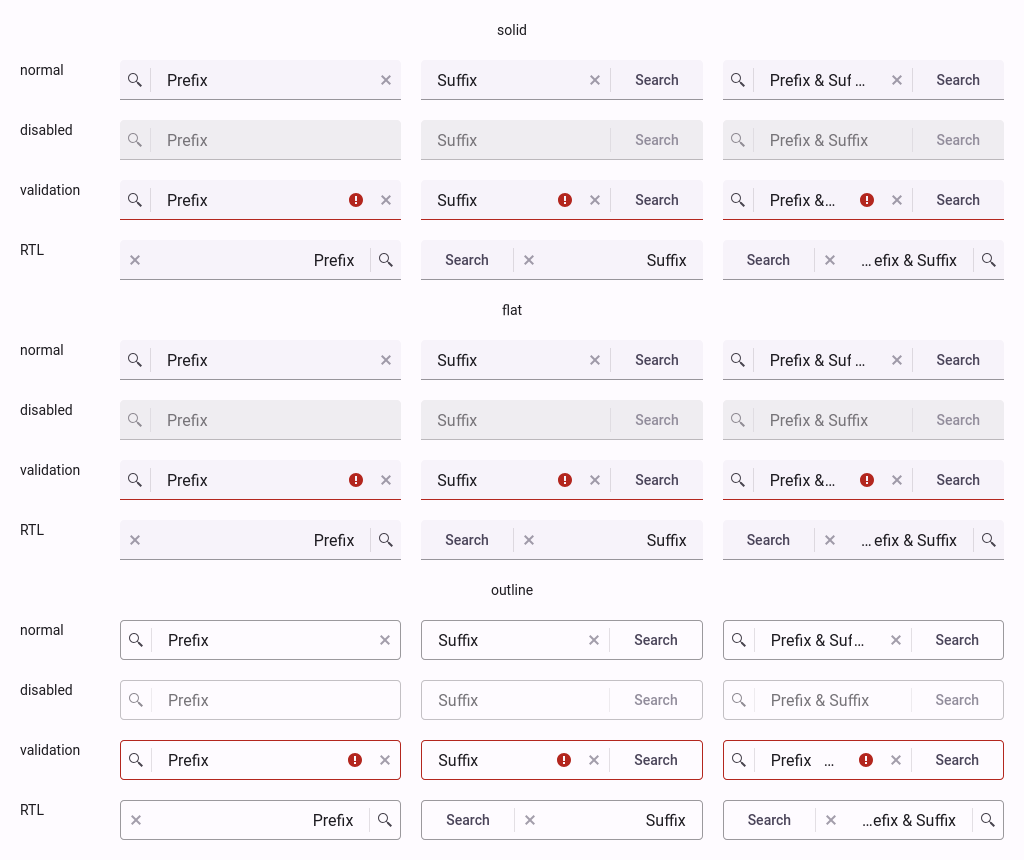 solid
normal Prefix Suffix Search Prefix & Suf … Search
disabled Prefix Suffix Search Prefix & Suffix Search
validation Prefix Suffix Search Prefix &… Search
RTL Prefix Search Suffix Search … efix & Suffix
flat
normal Prefix Suffix Search Prefix & Suf … Search
disabled Prefix Suffix Search Prefix & Suffix Search
validation Prefix Suffix Search Prefix &… Search
RTL Prefix Search Suffix Search … efix & Suffix
outline
normal Prefix Suffix Search Prefix & Suf… Search
disabled Prefix Suffix Search Prefix & Suffix Search
validation Prefix Suffix Search Prefix … Search
RTL Prefix Search Suffix Search …efix & Suffix